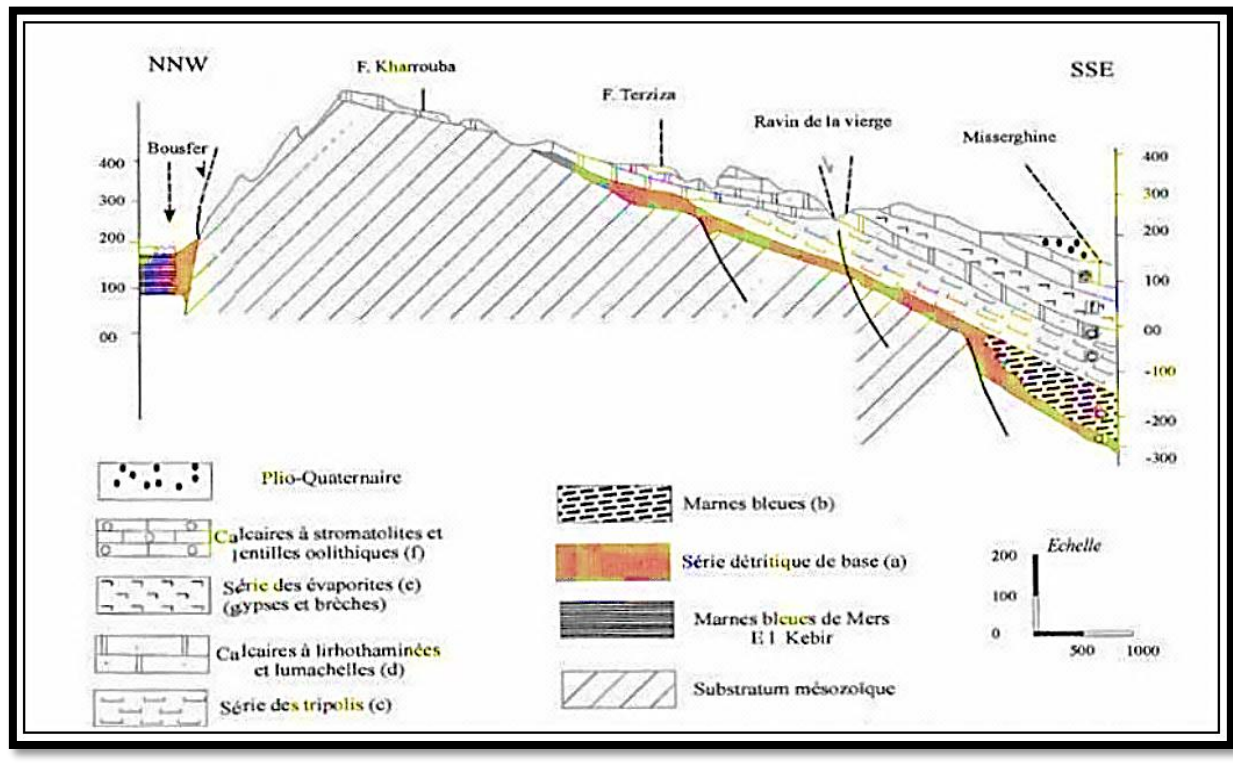 NNW
F. Kharrouba
F. Terziza
Ravin de la vierge
Misserghine
SSE
Bousfer
400
300
200
100
00
400
300
200
100
00
-100
-200
-300
Plio-Quaternaire
Calcaires à stromatolites et
lentilles oolithiques (f)
Série des évaporites (e)
(gypses et brèches)
Calcaires à lirhothaminées
et lumachelles (d)
Série des tripolis (c)
Marnes bleues (b)
Série détritique de base (a)
Marnes bleues de Mers
El Kebir
Substratum mésozoïque
Echelle
200
100
0
500
1000